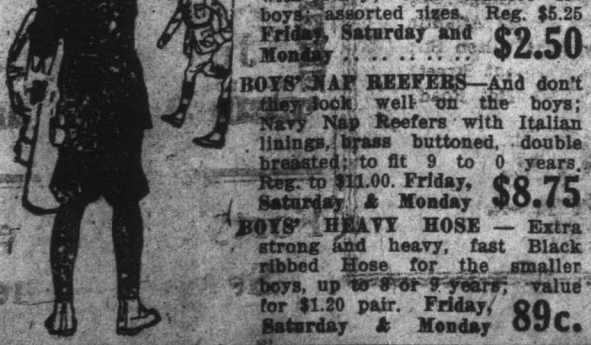 boys; assorted sizes. Reg. $5.25
Friday, Saturday and
Monday .. .. .. .. .. $2.50
BOYS' NAP REEFERS—And don't
they look well on the boys;
Navy Nap Reefers with Italian
linings, brass buttoned, double
breasted; to fit 9 to 0 years.
Reg. to $11.00. Friday,
Saturday & Monday $8.75
BOYS' HEAVY HOSE — Extra
strong and heavy, fast Black
ribbed Hose for the smaller
boys, up to 8 or 9 years; value
for $1.20 pair. Friday,
Saturday & Monday 89c.